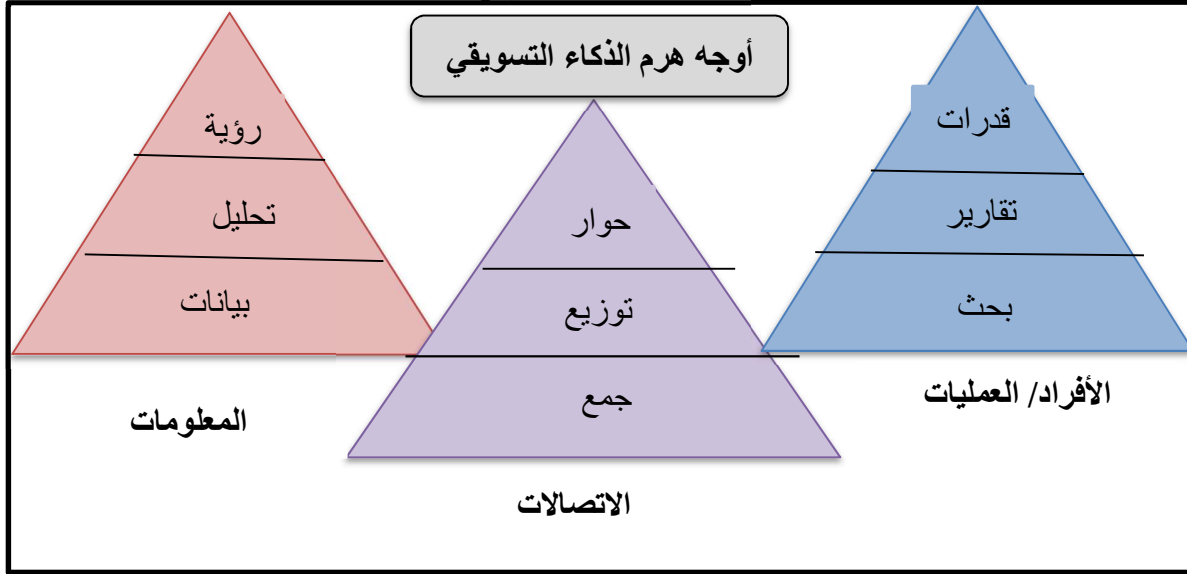 أوجه هرم الذكاء التسويقي
قدرات
تقارير
بحث
الأفراد/ العمليات
حوار
توزيع
جمع
الاتصالات
رؤية
تحليل
بيانات
المعلومات